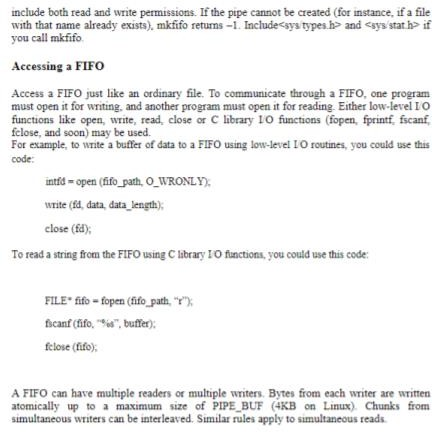 include both read and write permissions. If the pipe cannot be created (for instance, if a file
with that name already exists), mkfifo returns –1. Include<sys/types.h> and <sys/stat.h> if
you call mkfifo.
Accessing a FIFO
Access a FIFO just like an ordinary file. To communicate through a FIFO, one program
must open it for writing, and another program must open it for reading. Either low-level I/O
functions like open, write, read, close or C library I/O functions (fopen, fprintf, fscanf,
fclose, and soon) may be used.
For example, to write a buffer of data to a FIFO using low-level I/O routines, you could use this
code:
intfd = open (fifo_path, O_WRONLY);
write (fd, data, data_length);
close (fd);
To read a string from the FIFO using C library I/O functions, you could use this code:
FILE* fifo = fopen (fifo_path, "r");
fscanf (fifo, "%s", buffer);
fclose (fifo);
A FIFO can have multiple readers or multiple writers. Bytes from each writer are written
atomically up to a maximum size of PIPE_BUF (4KB on Linux). Chunks from
simultaneous writers can be interleaved. Similar rules apply to simultaneous reads.